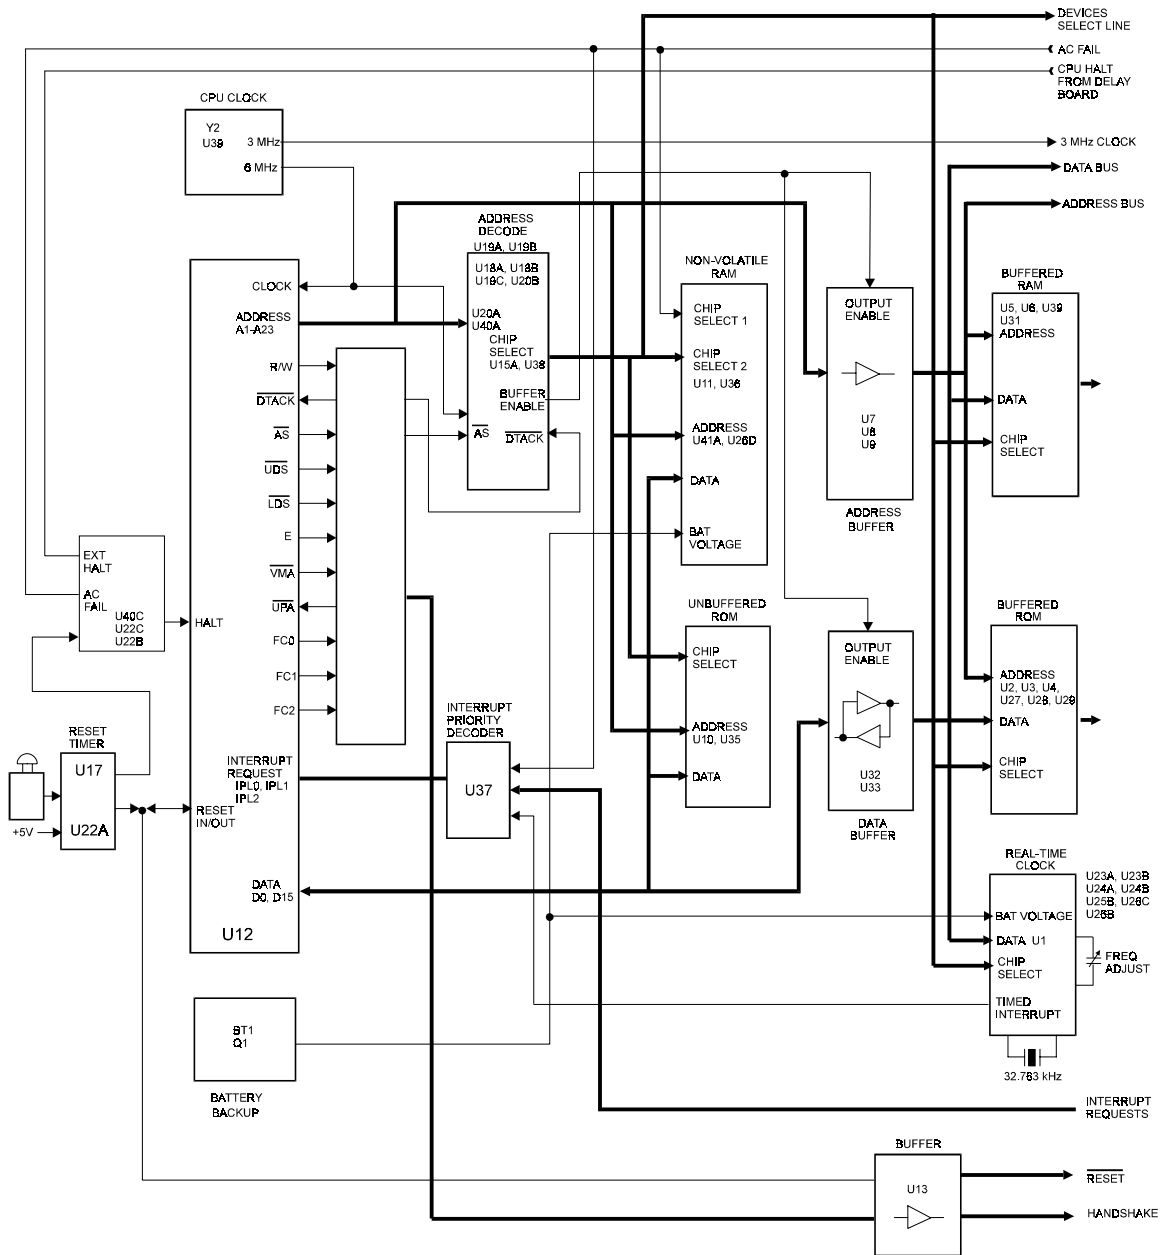 DEVICES
SELECT LINE
AC FAIL
CPU HALT
FROM DELAY
BOARD
CPU CLOCK
Y2
U39
3 MHz
6 MHz
3 MHz CLOCK
DATA BUS
ADDRESS BUS
ADDRESS
DECODE
U19A, U19B
U18A, U18B
U19C, U20B
U20A
U40A
CHIP
SELECT
U15A, U38
BUFFER
ENABLE
AS
DTACK
NON-VOLATILE
RAM
CHIP
SELECT 1
CHIP
SELECT 2
U11, U36
ADDRESS
U41A, U26D
DATA
BAT
VOLTAGE
OUTPUT
ENABLE
U7
U8
U9
ADDRESS
BUFFER
BUFFERED
RAM
U5, U6, U39
U31
ADDRESS
DATA
CHIP
SELECT
CLOCK
ADDRESS
A1-A23
R/W
DTACK
AS
UDS
LDS
E
VMA
UPA
FC0
FC1
FC2
HALT
INTERRUPT
REQUEST
IPL0, IPL1
IPL2
RESET
IN/OUT
DATA
D0, D15
U12
EXT
HALT
AC
FAIL
U40C
U22C
U22B
RESET
TIMER
U17
U22A
+5V
INTERRUPT
PRIORITY
DECODER
U37
UNBUFFERED
ROM
CHIP
SELECT
ADDRESS
U10, U35
DATA
OUTPUT
ENABLE
U32
U33
DATA
BUFFER
BUFFERED
ROM
ADDRESS
U2, U3, U4,
U27, U28, U29
DATA
CHIP
SELECT
REAL-TIME
CLOCK
U23A, U23B
U24A, U24B
U25B, U26C
U26B
BAT VOLTAGE
DATA U1
CHIP
SELECT
TIMED
INTERRUPT
FREQ
ADJUST
32.763 kHz
BT1
Q1
BATTERY
BACKUP
INTERRUPT
REQUESTS
BUFFER
U13
RESET
HANDSHAKE